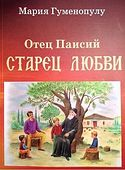 Мария Гуменопулу
Отец Паисий
СТАРЕЦ ЛЮБВИ